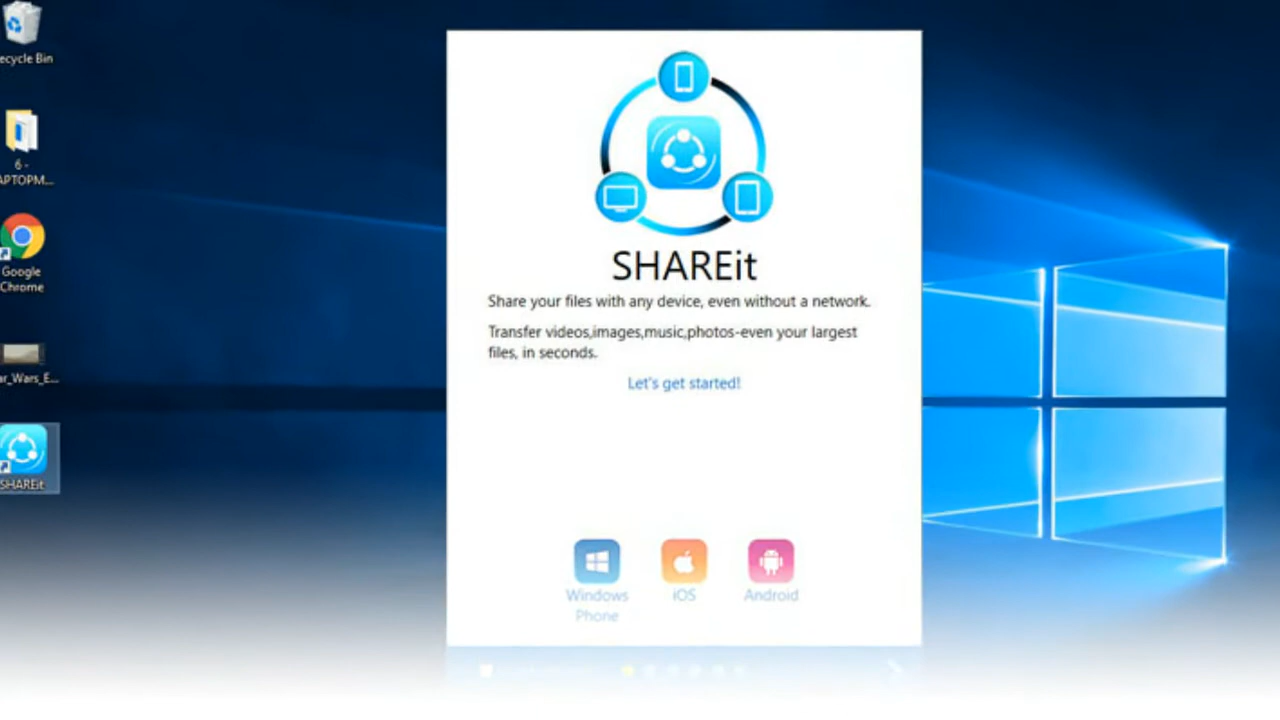 ecycle Bin
6 -
APTOPM...
Google
Chrome
ar_Wars_E...
SHAREit
SHAREit
Share your files with any device, even without a network.
Transfer videos,images,music,photos-even your largest
files, in seconds.
Let's get started!
Windows
Phone
iOS
Android